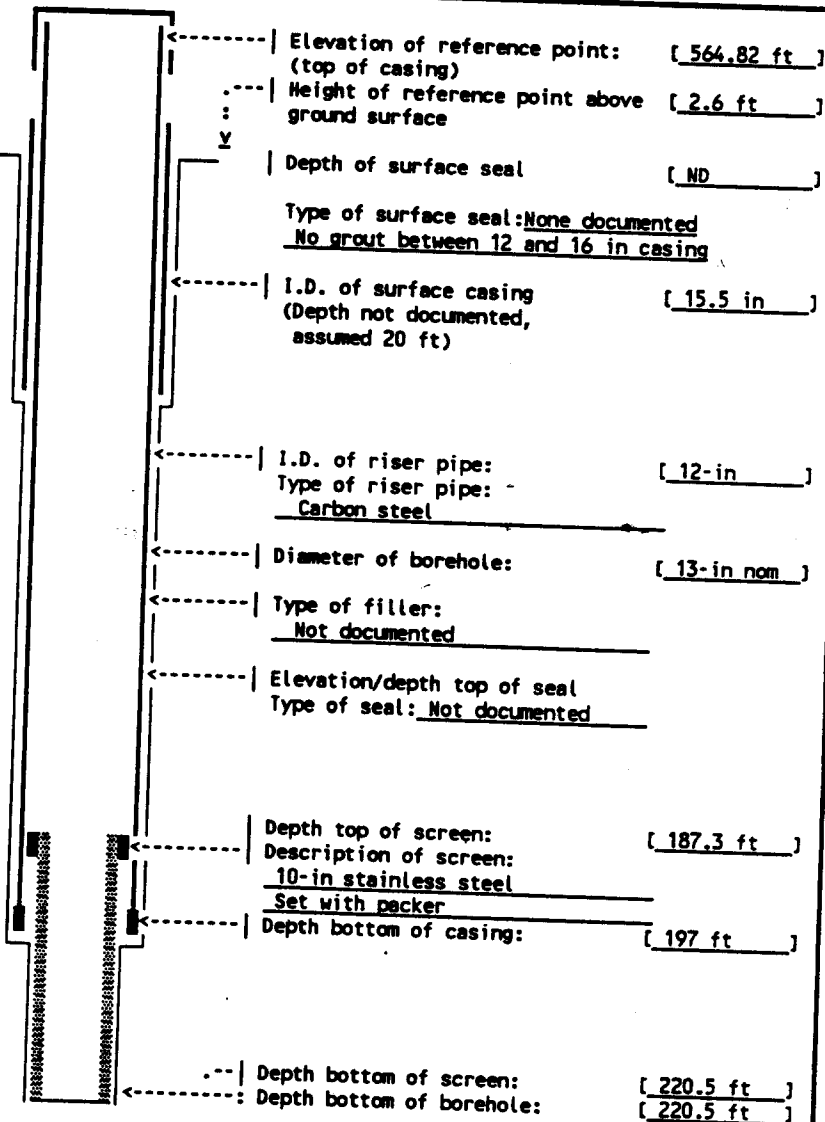 Elevation of reference point: [ 564.82 ft ]
(top of casing)
Height of reference point above [ 2.6 ft ]
ground surface
Depth of surface seal [ ND ]
Type of surface seal:None documented
No grout between 12 and 16 in casing
I.D. of surface casing [ 15.5 in ]
(Depth not documented,
assumed 20 ft)
I.D. of riser pipe: [ 12-in ]
Type of riser pipe:
Carbon steel
Diameter of borehole: [ 13-in nom ]
Type of filler:
Not documented
Elevation/depth top of seal
Type of seal: Not documented
Depth top of screen: [ 187.3 ft ]
Description of screen:
10-in stainless steel
Set with packer
Depth bottom of casing: [ 197 ft ]
Depth bottom of screen: [ 220.5 ft ]
Depth bottom of borehole: [ 220.5 ft ]